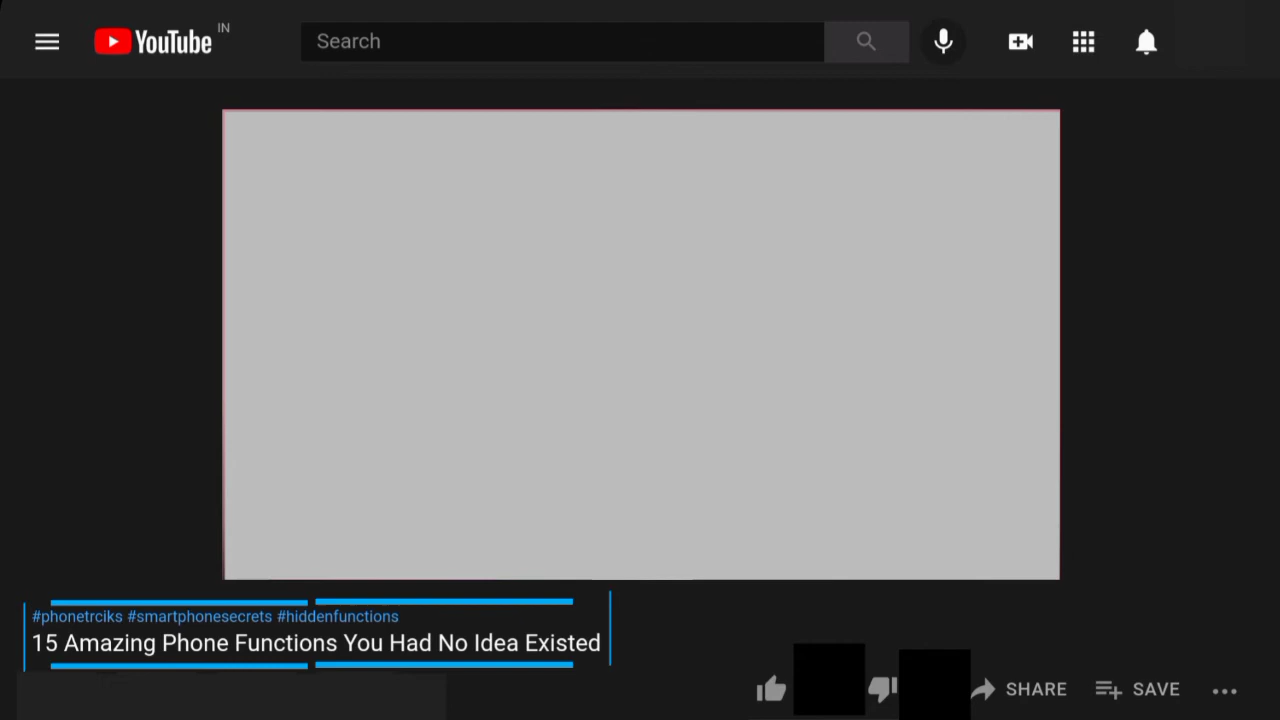 YouTube IN
Search
#phonetrciks #smartphonesecrets #hiddenfunctions
15 Amazing Phone Functions You Had No Idea Existed
SHARE SAVE